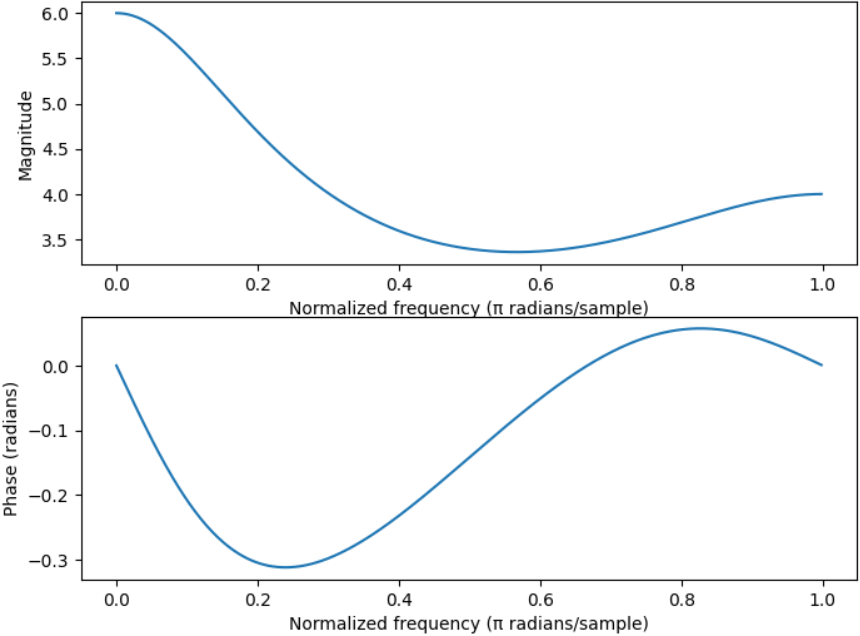 6.0
5.5
5.0
4.5
4.0
3.5
Magnitude
0.0 0.2 0.4 0.6 0.8 1.0
Normalized frequency (π radians/sample)
0.0
−0.1
−0.2
−0.3
Phase (radians)
0.0 0.2 0.4 0.6 0.8 1.0
Normalized frequency (π radians/sample)